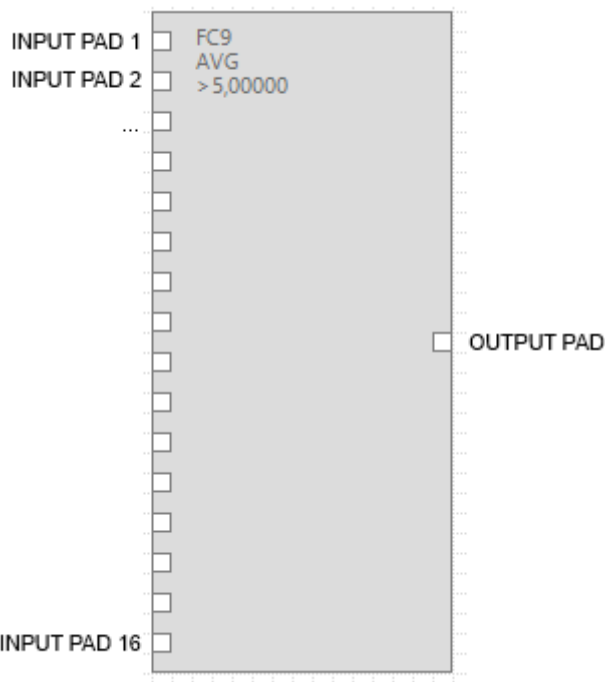 INPUT PAD 1
FC9
INPUT PAD 2
AVG
>5,00000
...
OUTPUT PAD
INPUT PAD 16